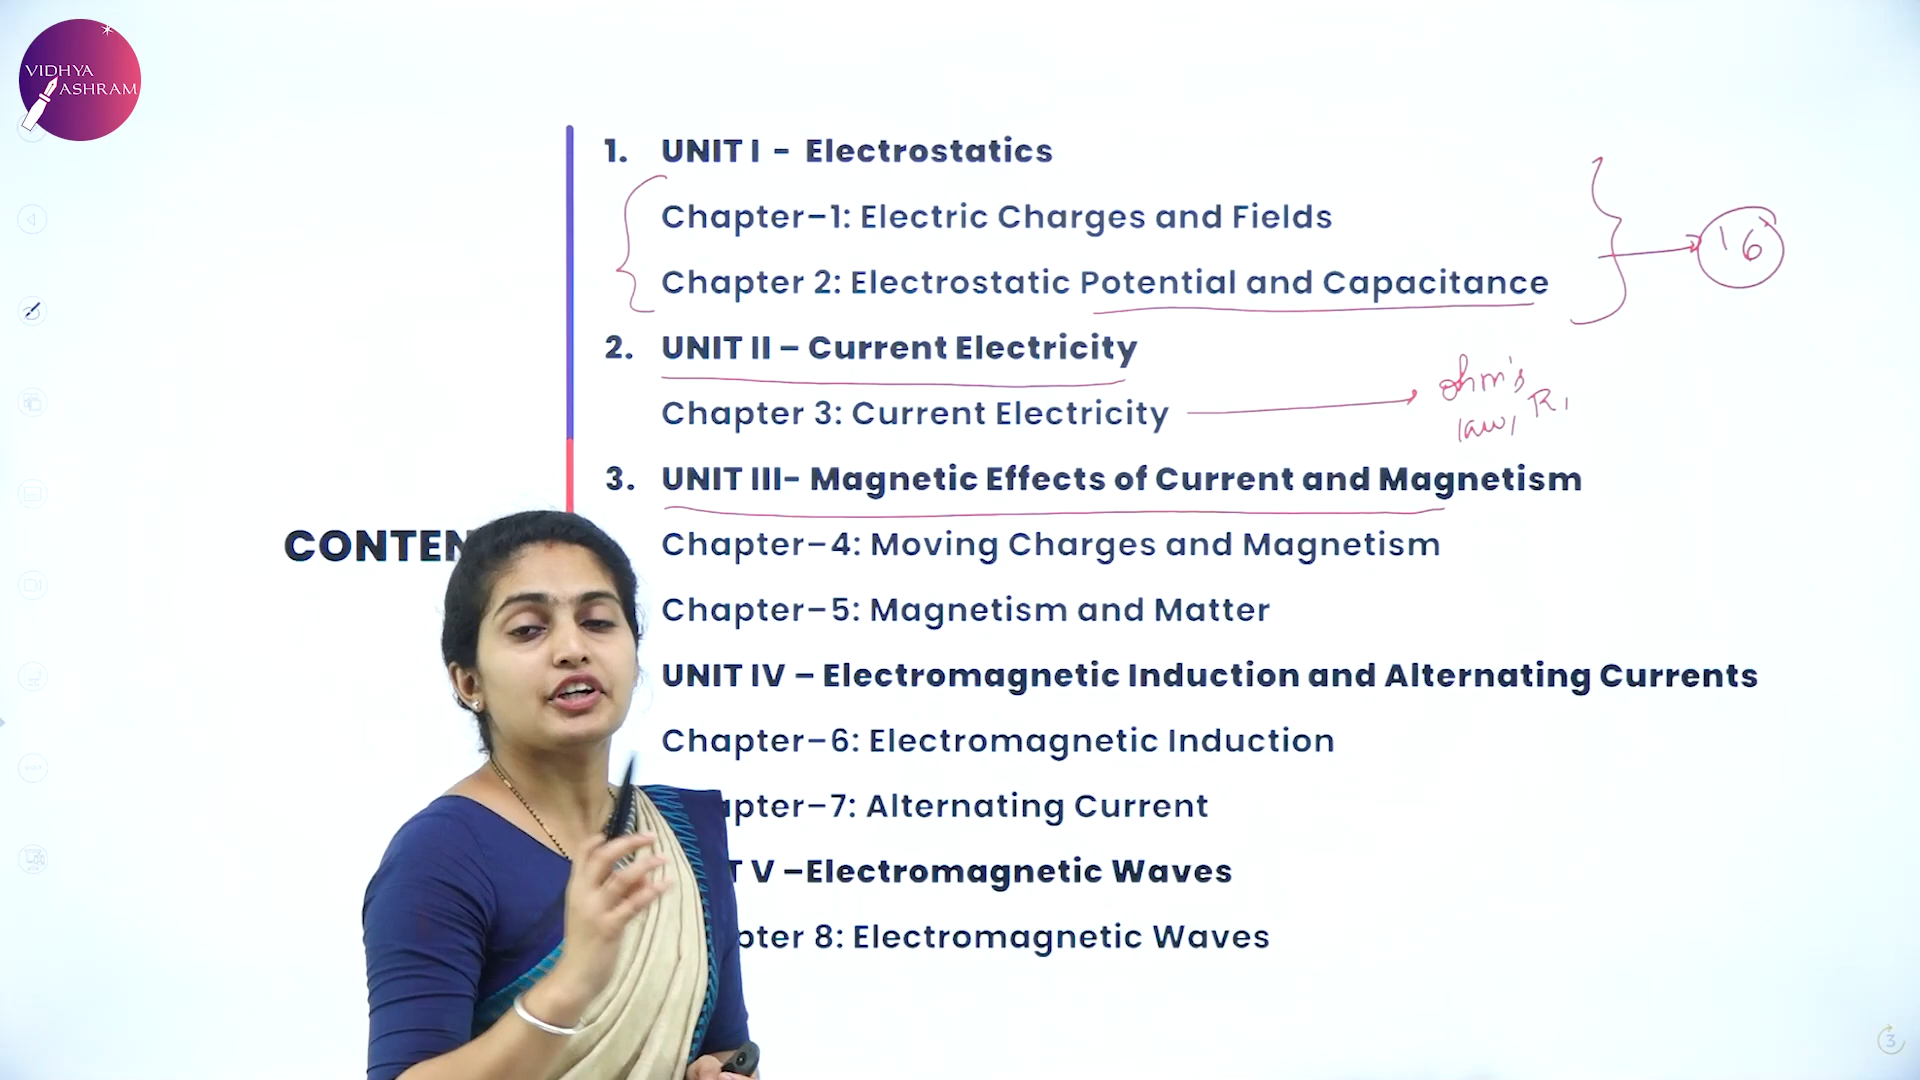 VIDHYA
ASHRAM
1. UNIT I - Electrostatics
Chapter-1: Electric Charges and Fields
Chapter 2: Electrostatic Potential and Capacitance
16
2. UNIT II – Current Electricity
Chapter 3: Current Electricity
ohm's
law, R,
3. UNIT III- Magnetic Effects of Current and Magnetism
CONTEN
Chapter-4: Moving Charges and Magnetism
Chapter-5: Magnetism and Matter
UNIT IV – Electromagnetic Induction and Alternating Currents
Chapter-6: Electromagnetic Induction
apter-7: Alternating Current
T V –Electromagnetic Waves
pter 8: Electromagnetic Waves
3